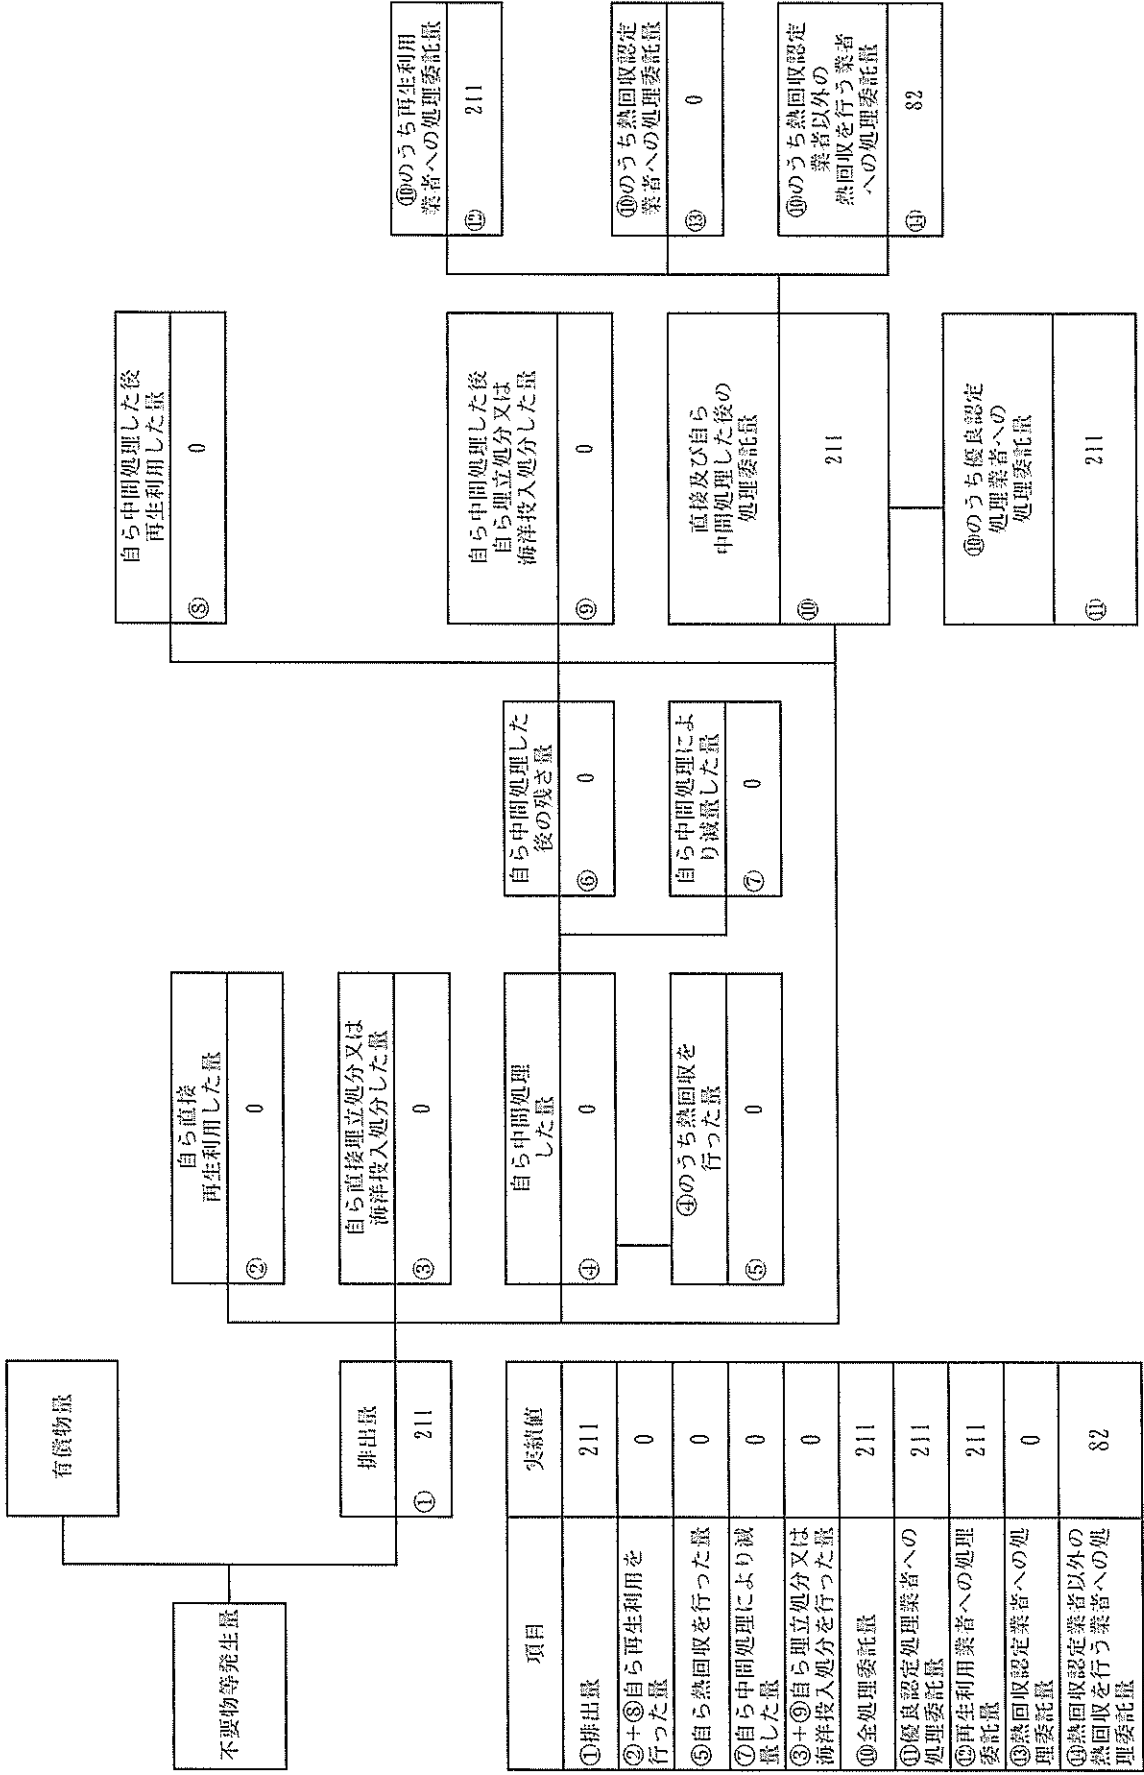 不要物等発生量
有償物量
排出量
① 211
自ら直接
再生利用した量
② 0
自ら直接埋立処分又は
海洋投入処分した量
③ 0
自ら中間処理
した量
④ 0
④のうち熱回収を
行った量
⑤ 0
自ら中間処理した
後の残さ量
⑥ 0
自ら中間処理によ
り減量した量
⑦ 0
自ら中間処理した後
再生利用した量
⑧ 0
自ら中間処理した後
自ら埋立処分又は
海洋投入処分した量
⑨ 0
直接及び自ら
中間処理した後の
処理委託量
⑩ 211
⑩のうち優良認定
処理業者への
処理委託量
⑪ 211
⑩のうち再生利用
業者への処理委託量
⑫ 211
⑩のうち熱回収認定
業者への処理委託量
⑬ 0
⑩のうち熱回収認定
業者以外の
熱回収を行う業者
への処理委託量
⑭ 82
項目 実績値
①排出量 211
②+⑧自ら再生利用を
行った量 0
⑤自ら熱回収を行った量 0
⑦自ら中間処理により減
量した量 0
③+⑨自ら埋立処分又は
海洋投入処分を行った量 0
⑩全処理委託量 211
⑪優良認定処理業者への
処理委託量 211
⑫再生利用業者への処理
委託量 211
⑬熱回収認定業者への処
理委託量 0
⑭熱回収認定業者以外の
熱回収を行う業者への処
理委託量 82